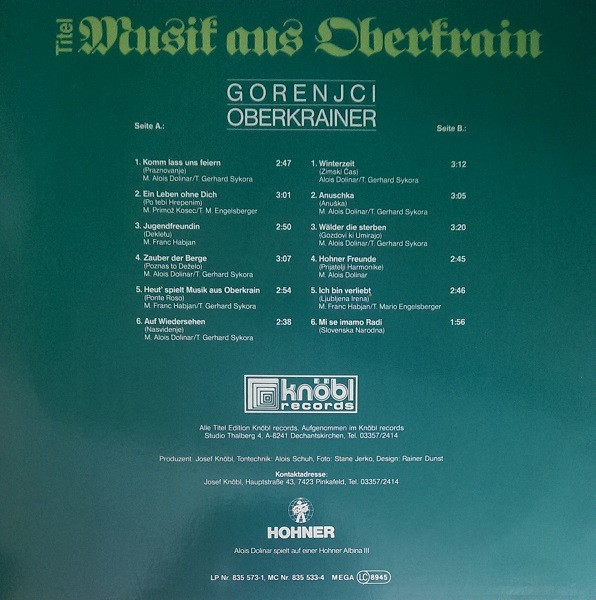 Titel
Musik aus Oberkrain
GORENJCI
OBERKRAINER
Seite A.:
1. Komm lass uns feiern 2:47
(Praznovanje)
M. Alois Dolinar/T. Gerhard Sykora
2. Ein Leben ohne Dich 3:01
(Po tebi Hrepenim)
M. Primož Kosec/T. M. Engelsberger
3. Jugendfreundin 2:50
(Dekletu)
M. Franc Habjan
4. Zauber der Berge 3:07
(Poznas to Deželo)
M. Alois Dolinar/T. Gerhard Sykora
5. Heut' spielt Musik aus Oberkrain 2:54
(Ponte Roso)
M. Franc Habjan/T. Gerhard Sykora
6. Auf Wiedersehen 2:38
(Nasvidenje)
M. Alois Dolinar/T. Gerhard Sykora
Seite B.:
1. Winterzeit 3:12
(Zimski Čas)
Alois Dolinar/T. Gerhard Sykora
2. Anuschka 3:05
(Anuška)
M. Alois Dolinar/T. Gerhard Sykora
3. Wälder die sterben 3:20
(Gozdovi ki Umirajo)
M. Alois Dolinar/T. Gerhard Sykora
4. Hohner Freunde 2:45
(Prijatelji Harmonike)
M. Alois Dolinar
5. Ich bin verliebt 2:46
(Ljubljena Irena)
M. Franc Habjan/T. Mario Engelsberger
6. Mi se imamo Radi 1:56
(Slovenska Narodna)
knöbl
records
Alle Titel Edition Knöbl records. Aufgenommen im Knöbl records
Studio Thalberg 4, A-8241 Dechantskirchen, Tel. 03357/2414
Produzent: Josef Knöbl, Tontechnik: Alois Schuh, Foto: Stane Jerko, Design: Rainer Dunst
Kontaktadresse:
Josef Knöbl, Hauptstraße 43, 7423 Pinkafeld, Tel. 03357/2414
HOHNER
Alois Dolinar spielt auf einer Hohner Albina III
LP Nr. 835 573-1, MC Nr. 835 533-4 MEGA LC 8945